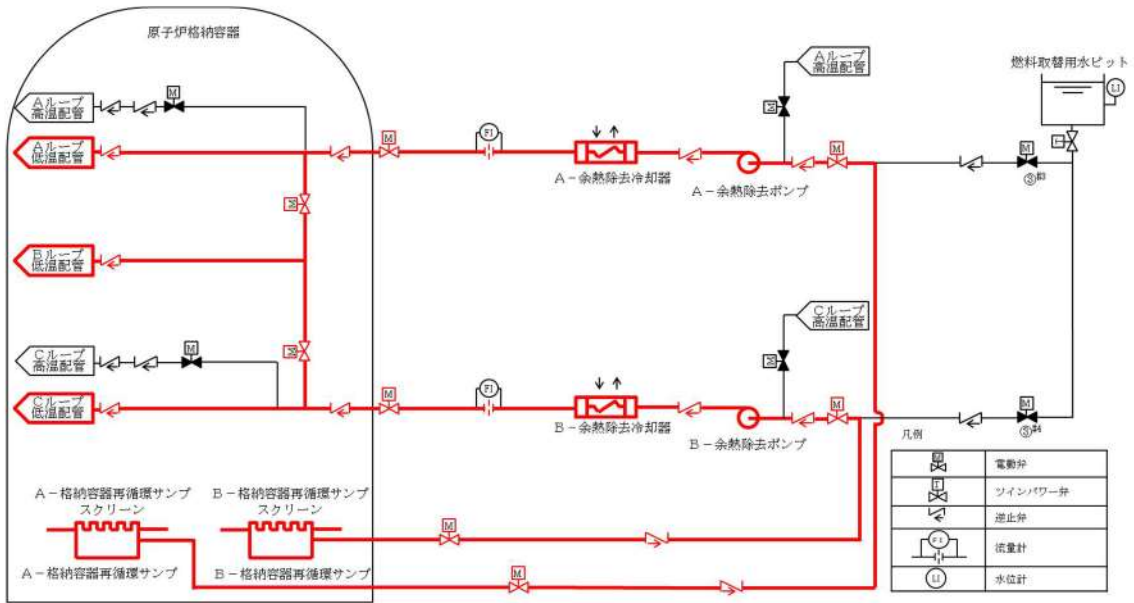 原子炉格納容器
Aループ
高温配管
燃料取替用水ピット
LI
T
Aループ
高温配管
M
M
Aループ
低温配管
M
FI
A-余熱除去冷却器
A-余熱除去ポンプ
M
M
M
Bループ
低温配管
Cループ
高温配管
M
Cループ
高温配管
M
M
Cループ
低温配管
M
FI
B-余熱除去冷却器
B-余熱除去ポンプ
M
M
凡例
M
電動弁
T
ツインパワー弁
逆止弁
FI
流量計
LI
水位計
A-格納容器再循環サンプ
スクリーン
B-格納容器再循環サンプ
スクリーン
M
A-格納容器再循環サンプ
B-格納容器再循環サンプ
M